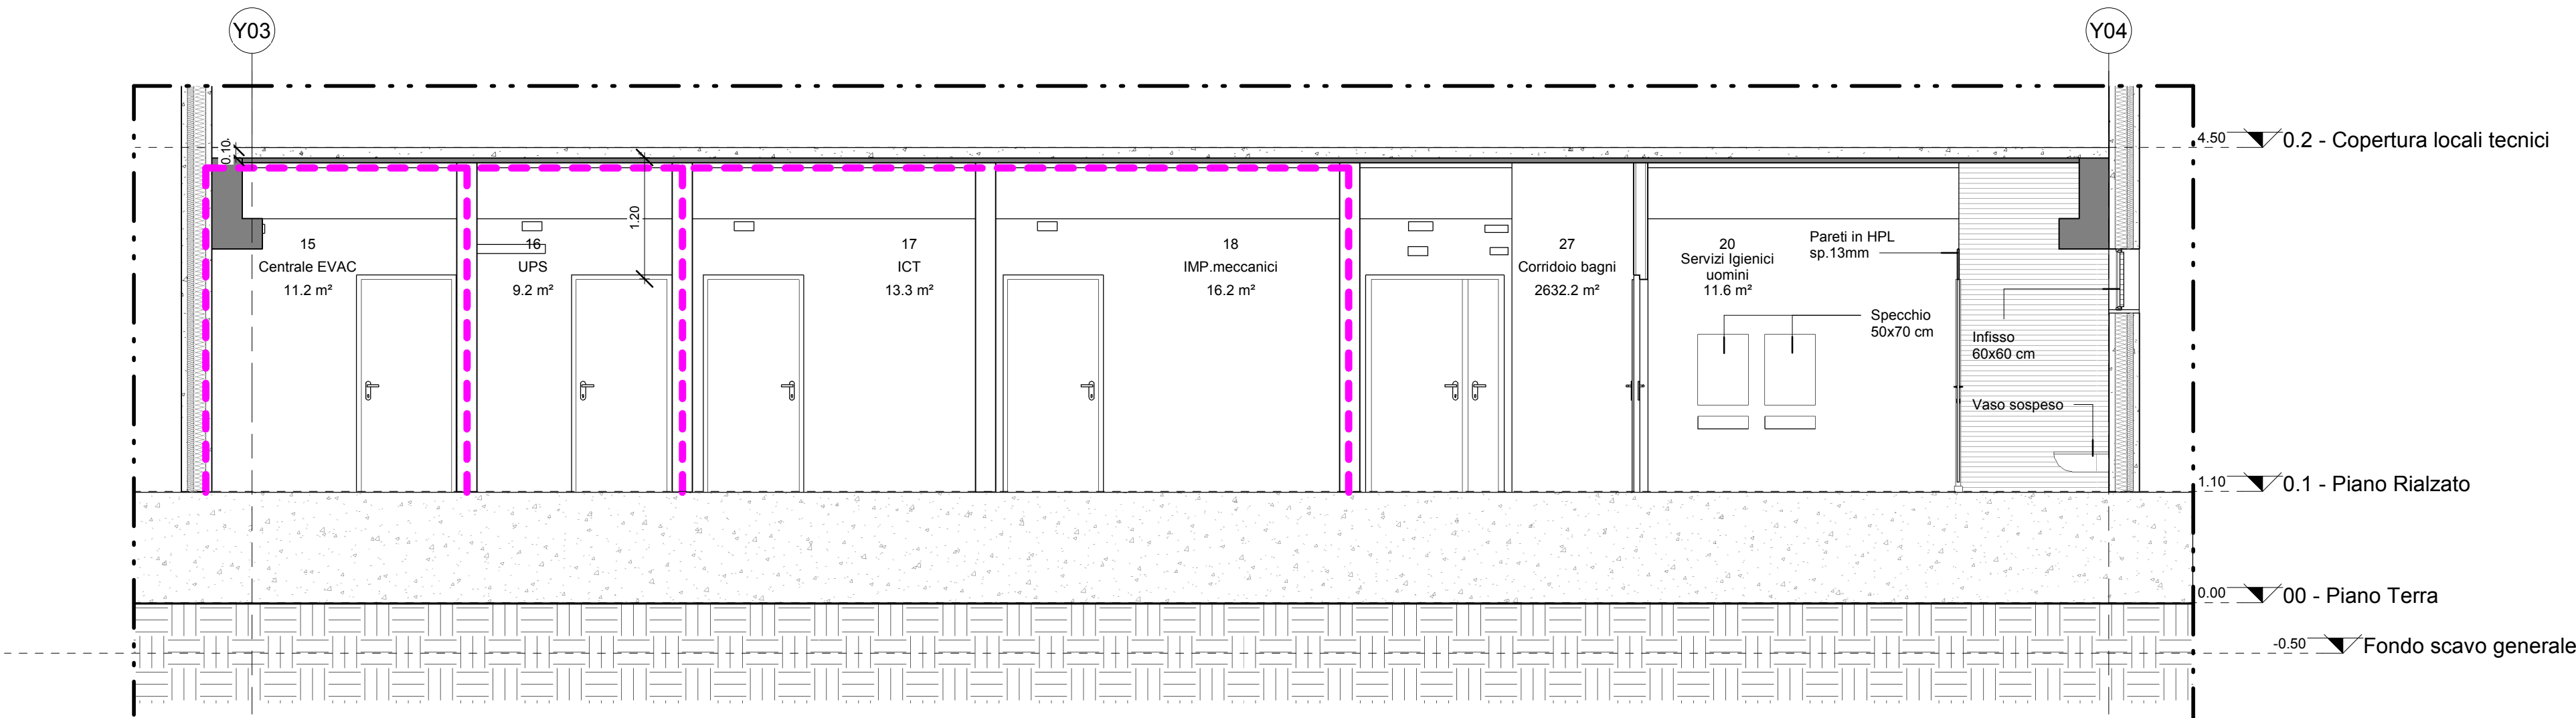 Y03
Y04
4.50
0.2 - Copertura locali tecnici
0.10
1.20
15
Centrale EVAC
11.2 m²
16
UPS
9.2 m²
17
ICT
13.3 m²
18
IMP.meccanici
16.2 m²
27
Corridoio bagni
2632.2 m²
20
Servizi Igienici
uomini
11.6 m²
Pareti in HPL
sp.13mm
Specchio
50x70 cm
Infisso
60x60 cm
Vaso sospeso
1.10
0.1 - Piano Rialzato
0.00
00 - Piano Terra
-0.50
Fondo scavo generale